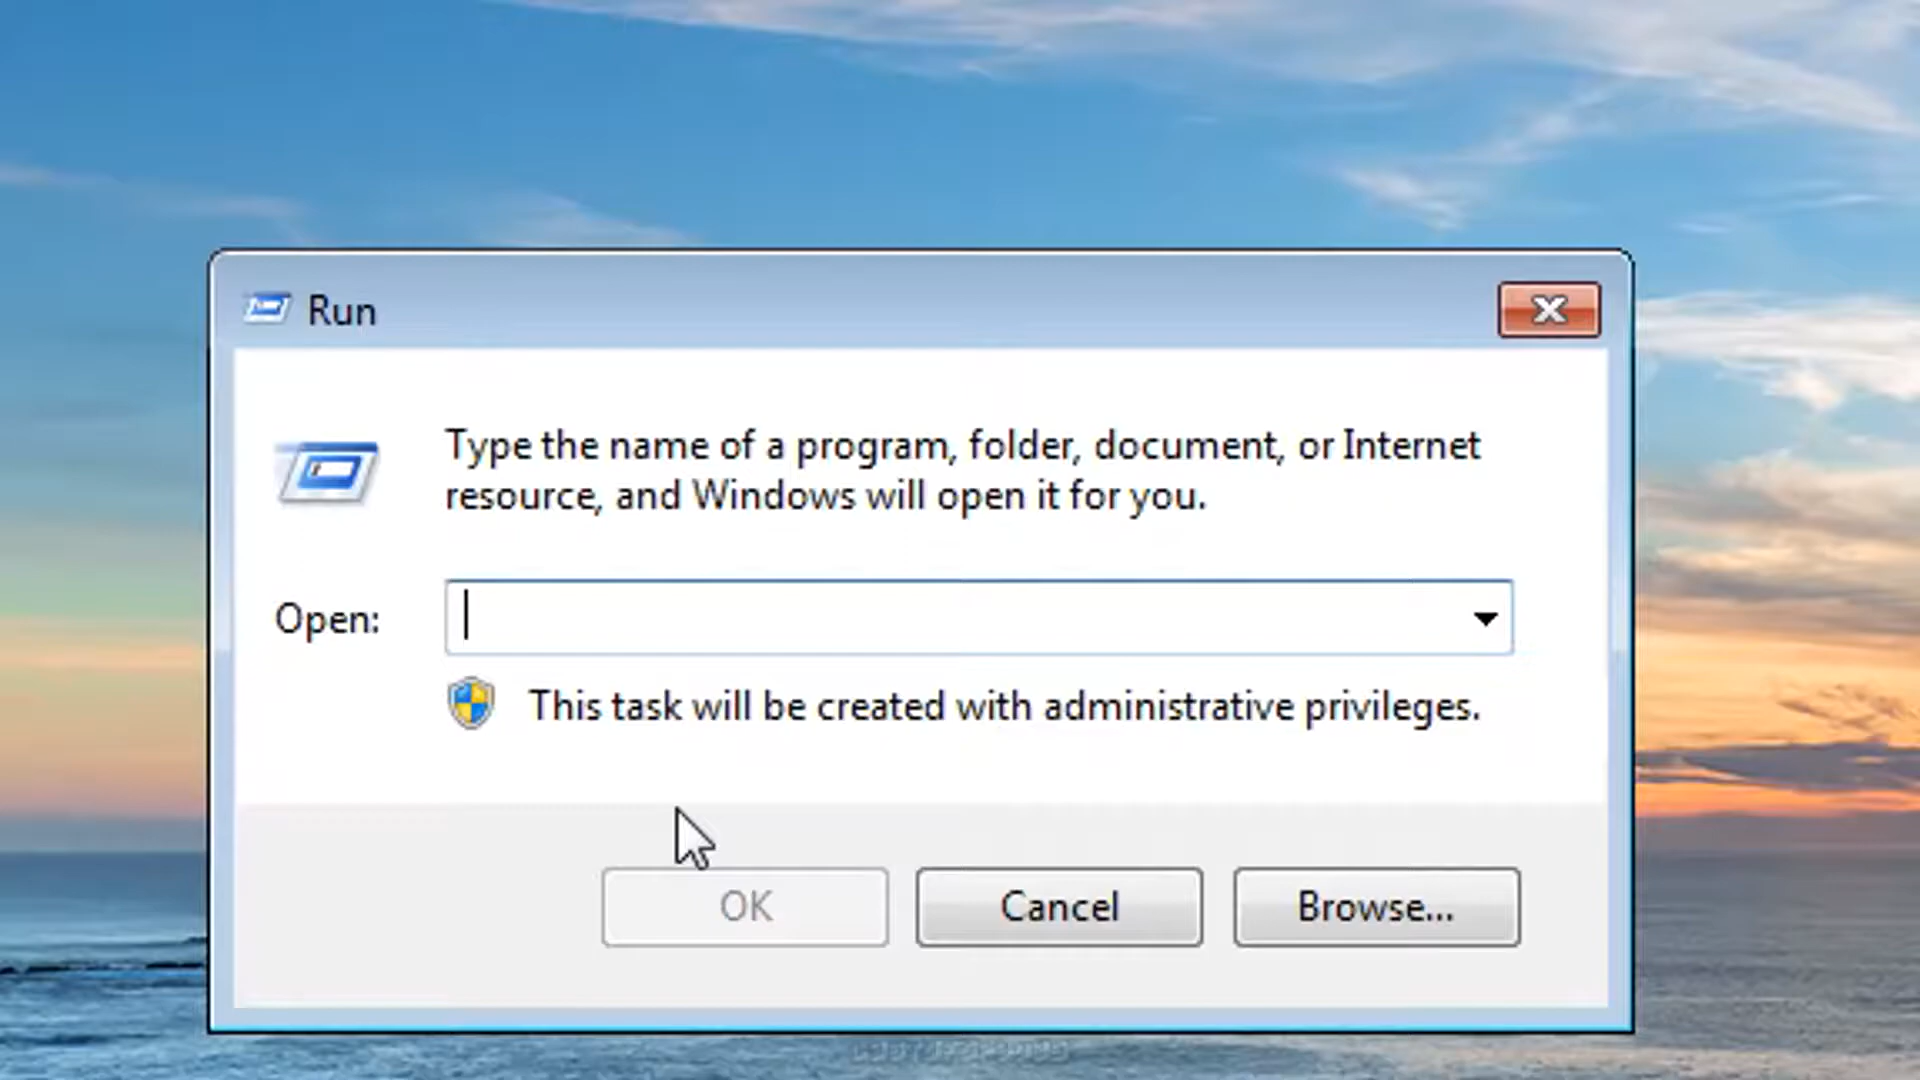 Run
Type the name of a program, folder, document, or Internet
resource, and Windows will open it for you.
Open:
This task will be created with administrative privileges.
OK
Cancel
Browse...